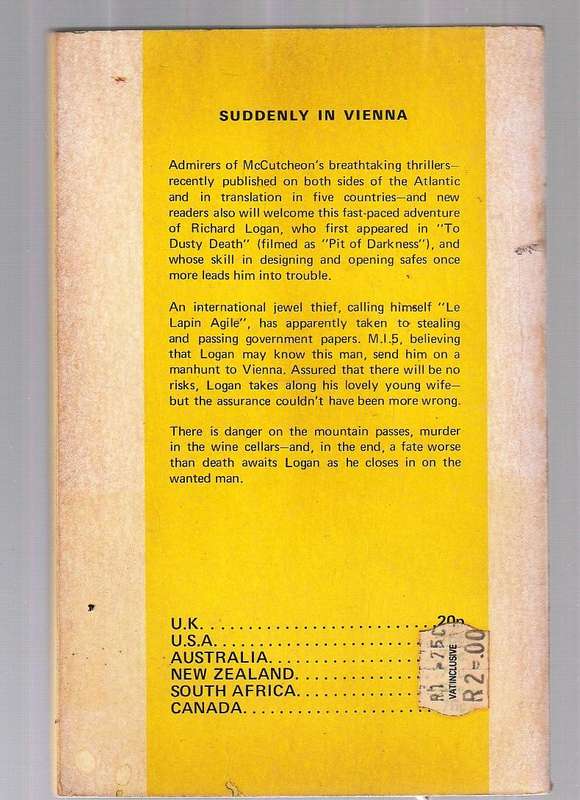 SUDDENLY IN VIENNA
Admirers of McCutcheon's breathtaking thrillers—
recently published on both sides of the Atlantic
and in translation in five countries—and new
readers also will welcome this fast-paced adventure
of Richard Logan, who first appeared in "To
Dusty Death" (filmed as "Pit of Darkness"), and
whose skill in designing and opening safes once
more leads him into trouble.
An international jewel thief, calling himself "Le
Lapin Agile", has apparently taken to stealing
and passing government papers. M.I.5, believing
that Logan may know this man, send him on a
manhunt to Vienna. Assured that there will be no
risks, Logan takes along his lovely young wife—
but the assurance couldn't have been more wrong.
There is danger on the mountain passes, murder
in the wine cellars—and, in the end, a fate worse
than death awaits Logan as he closes in on the
wanted man.
U.K. . . . . . . . . . . . . . . . . . . . . . . . 20p
U.S.A. . . . . . . . . . . . . . . . . . . . . .
AUSTRALIA. . . . . . . . . . . . . . . . .
NEW ZEALAND. . . . . . . . . . . . . .
SOUTH AFRICA. . . . . . . . . . . . . .
CANADA. . . . . . . . . . . . . . . . . . . .
VAT INCLUSIVE
R2.00